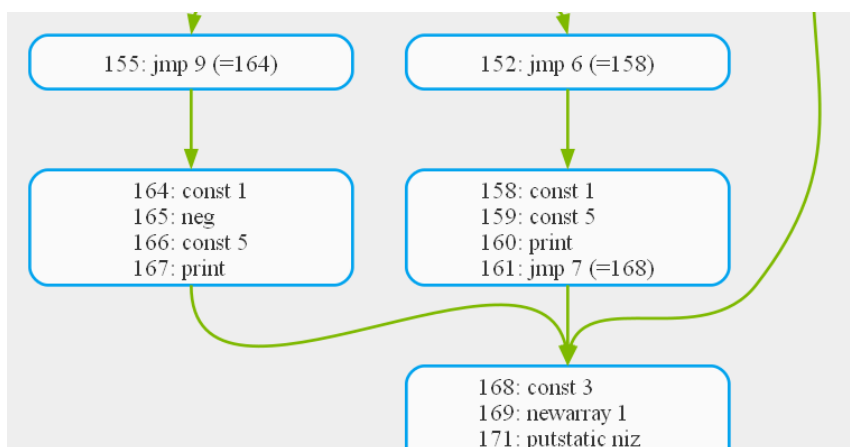 155: jmp 9 (=164)
152: jmp 6 (=158)
164: const 1
165: neg
166: const 5
167: print
158: const 1
159: const 5
160: print
161: jmp 7 (=168)
168: const 3
169: newarray 1
171: putstatic niz